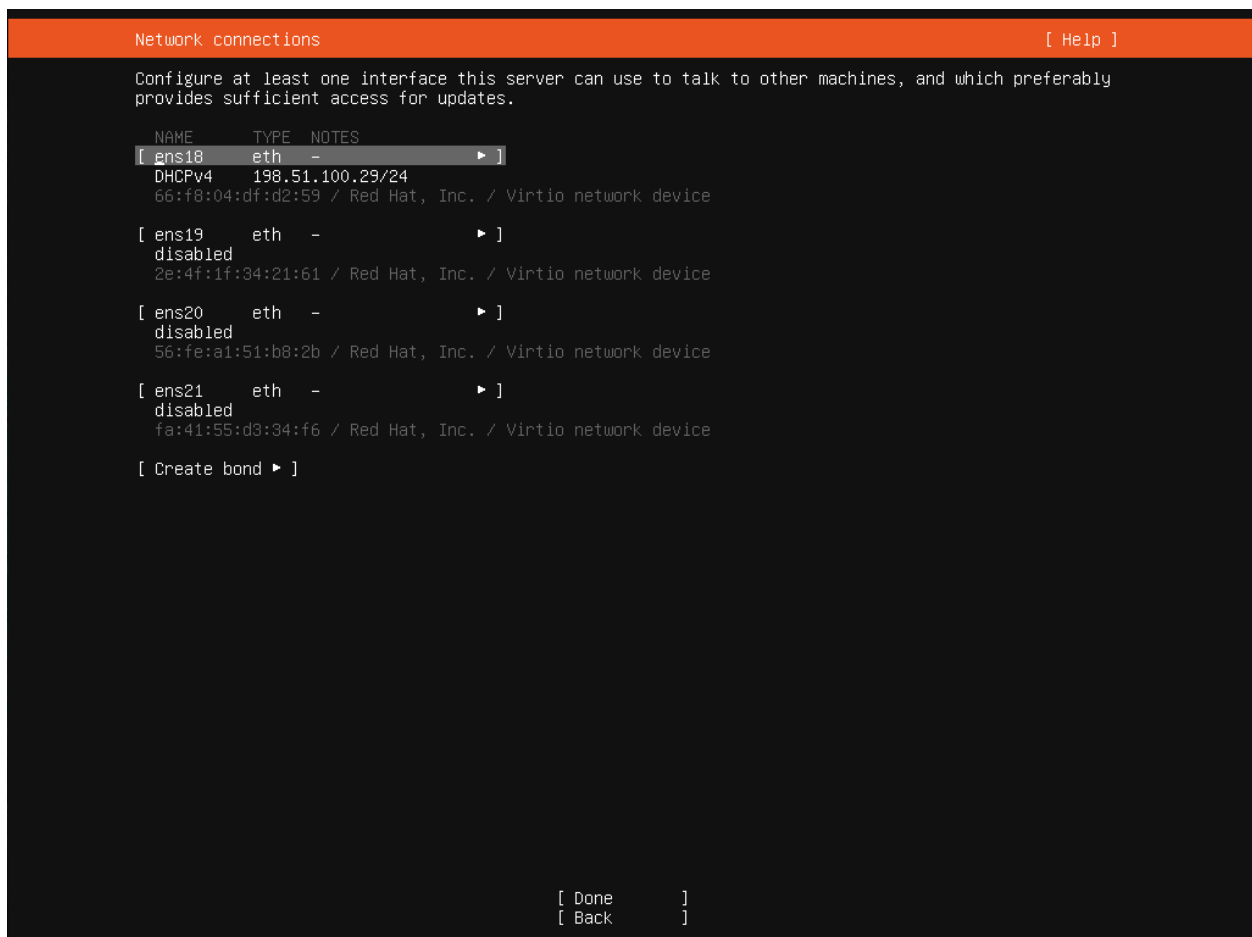 Network connections [ Help ]
Configure at least one interface this server can use to talk to other machines, and which preferably
provides sufficient access for updates.
NAME TYPE NOTES
[ ens18 eth - ▸ ]
DHCPv4 198.51.100.29/24
66:f8:04:df:d2:59 / Red Hat, Inc. / Virtio network device
[ ens19 eth - ▸ ]
disabled
2e:4f:1f:34:21:61 / Red Hat, Inc. / Virtio network device
[ ens20 eth - ▸ ]
disabled
56:fe:a1:51:b8:2b / Red Hat, Inc. / Virtio network device
[ ens21 eth - ▸ ]
disabled
fa:41:55:d3:34:f6 / Red Hat, Inc. / Virtio network device
[ Create bond ▸ ]
[ Done ]
[ Back ]